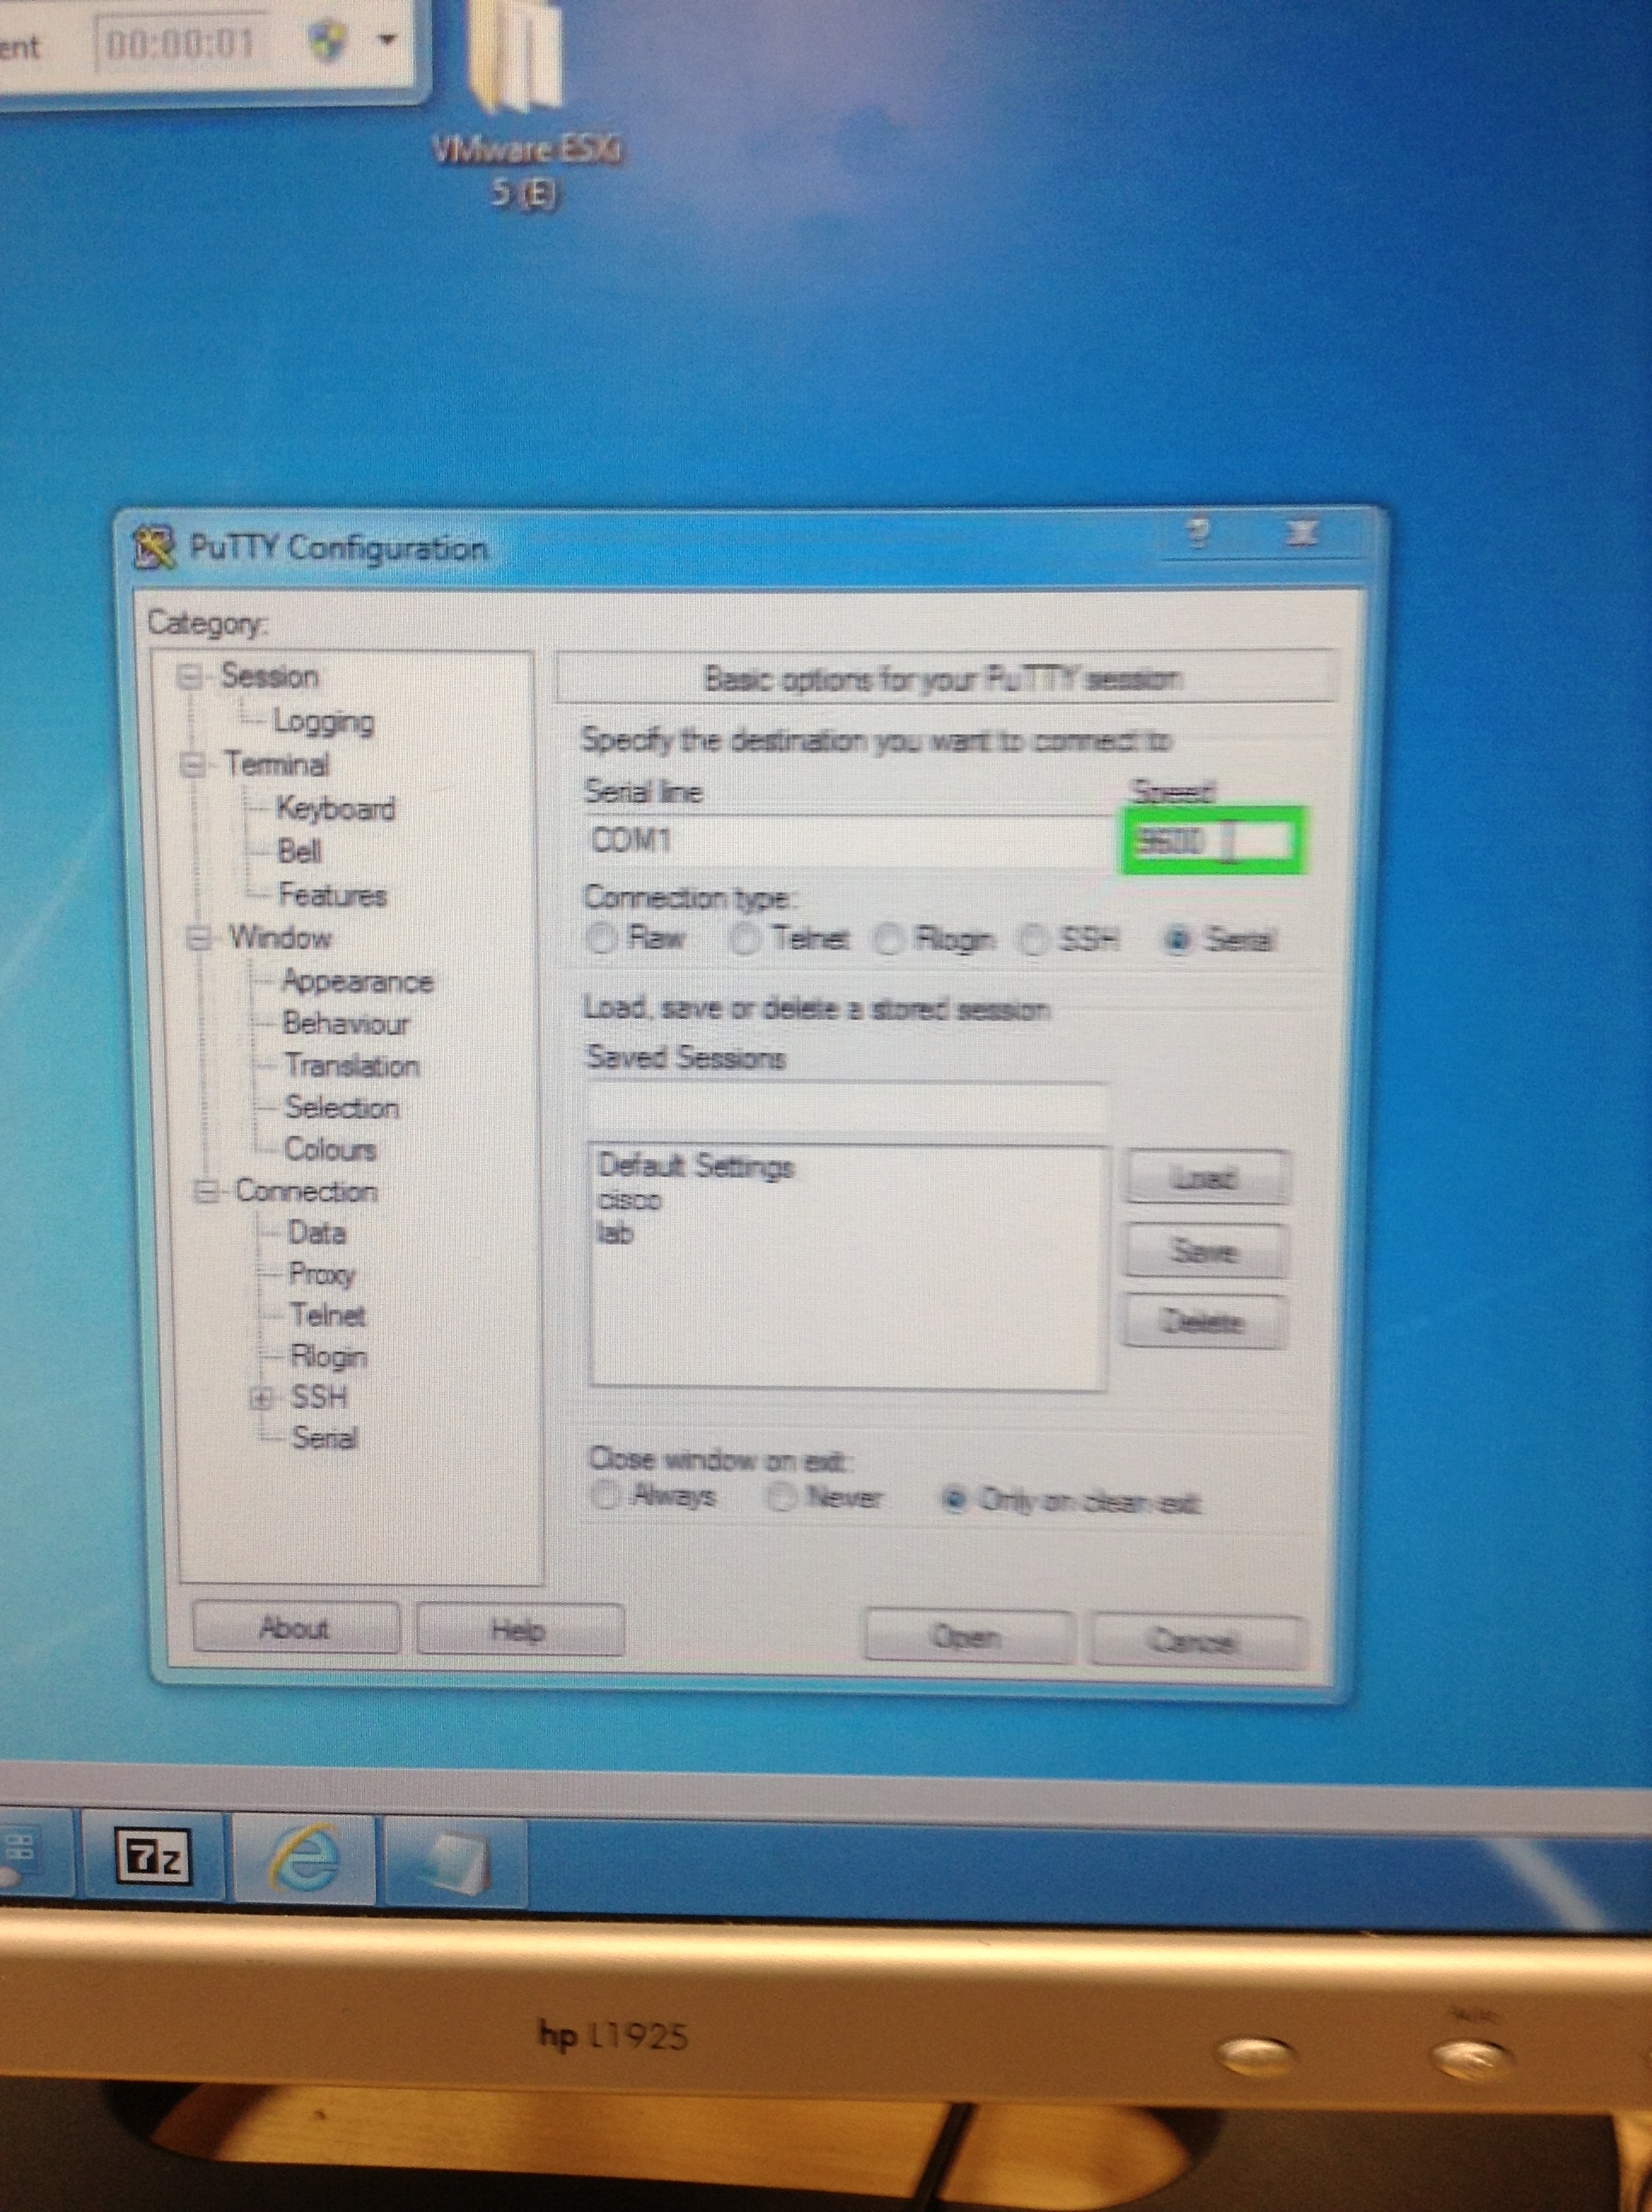 ent 00:00:01
VMware ESXi
5 (E)
PuTTY Configuration
Category:
Session
Logging
Terminal
Keyboard
Bell
Features
Window
Appearance
Behaviour
Translation
Selection
Colours
Connection
Data
Proxy
Telnet
Rlogin
SSH
Serial
Basic options for your PuTTY session
Specify the destination you want to connect to
Serial line Speed
COM1 9600
Connection type:
Raw Telnet Rlogin SSH Serial
Load, save or delete a stored session
Saved Sessions
Default Settings
cisco
lab
Load
Save
Delete
Close window on exit:
Always Never Only on clean exit
About Help Open Cancel
7z
hp L1925